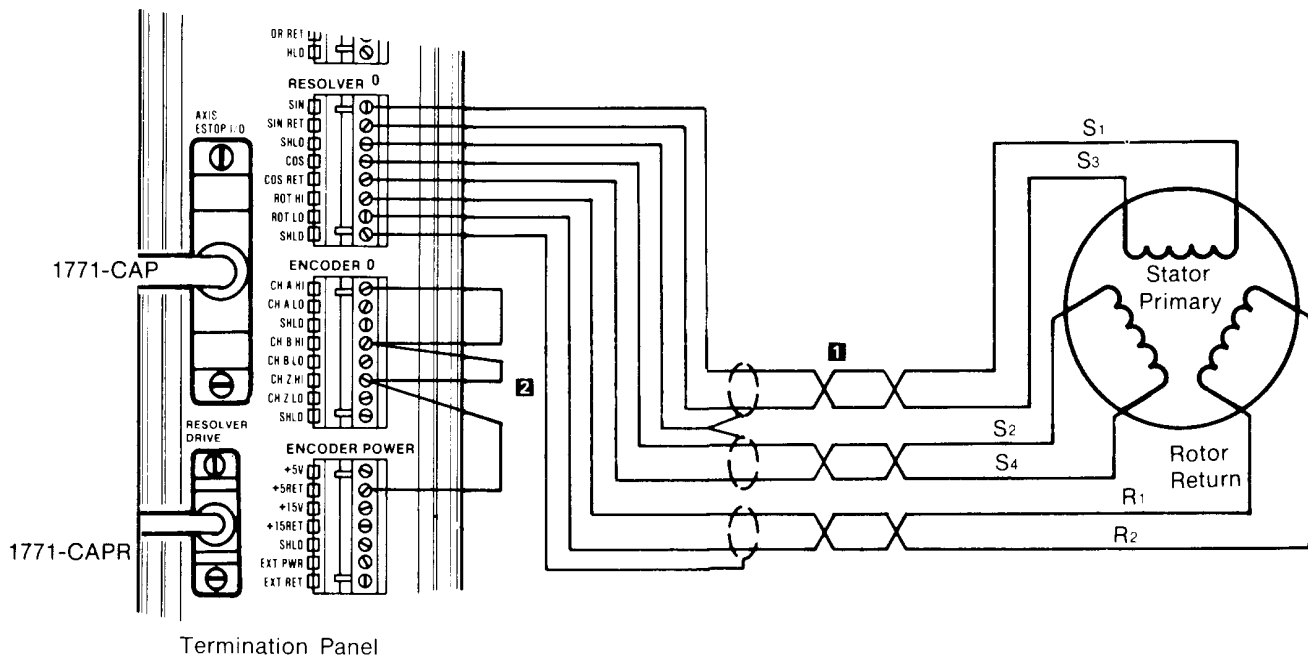 HLD
RESOLVER 0
SIN
SIN RET
SHLD
COS
COS RET
ROT HI
ROT LO
SHLD
AXIS
ESTOP I/O
1771-CAP
ENCODER 0
CH A HI
CH A LO
SHLD
CH B HI
CH B LO
CH Z HI
CH Z LO
SHLD
RESOLVER
DRIVE
ENCODER POWER
+5V
+5RET
+15V
+15RET
SHLD
EXT PWR
EXT RET
1771-CAPR
Termination Panel
1
2
S1
S3
Stator
Primary
S2
S4
Rotor
Return
R1
R2